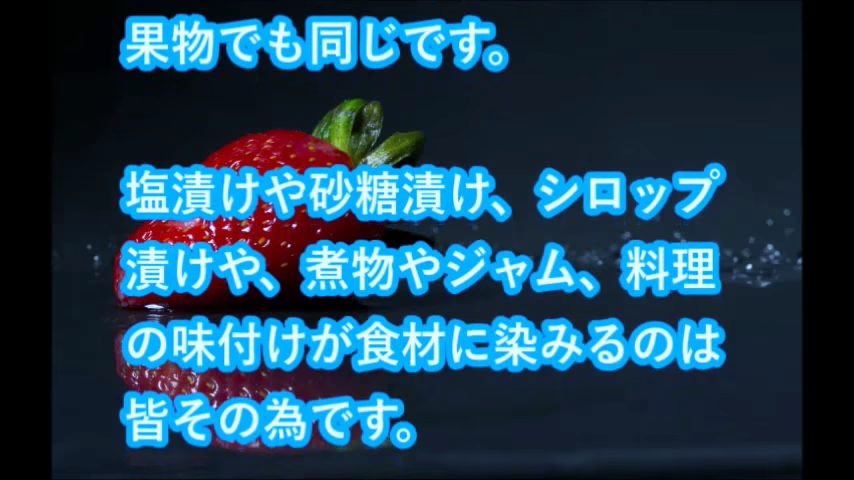 果物でも同じです。
塩漬けや砂糖漬け、シロップ
漬けや、煮物やジャム、料理
の味付けが食材に染みるのは
皆その為です。